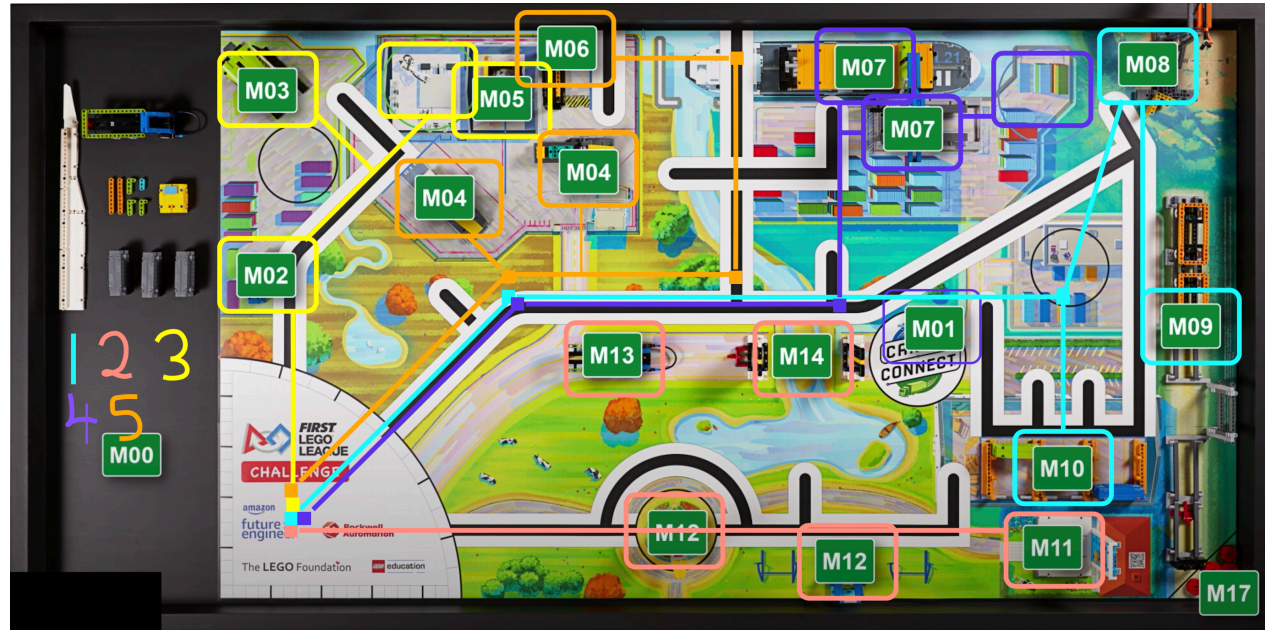 M06
M03
M05
M07
L21
M08
M07
M04
M04
M02
M01
CONNECT
M09
M13
M14
1 2 3
4 5
M00
FIRST
LEGO
LEAGUE
CHALLENGE
amazon
future
engineer
Rockwell
Automation
The LEGO Foundation
LEGO education
M10
M12
M12
M11
M17